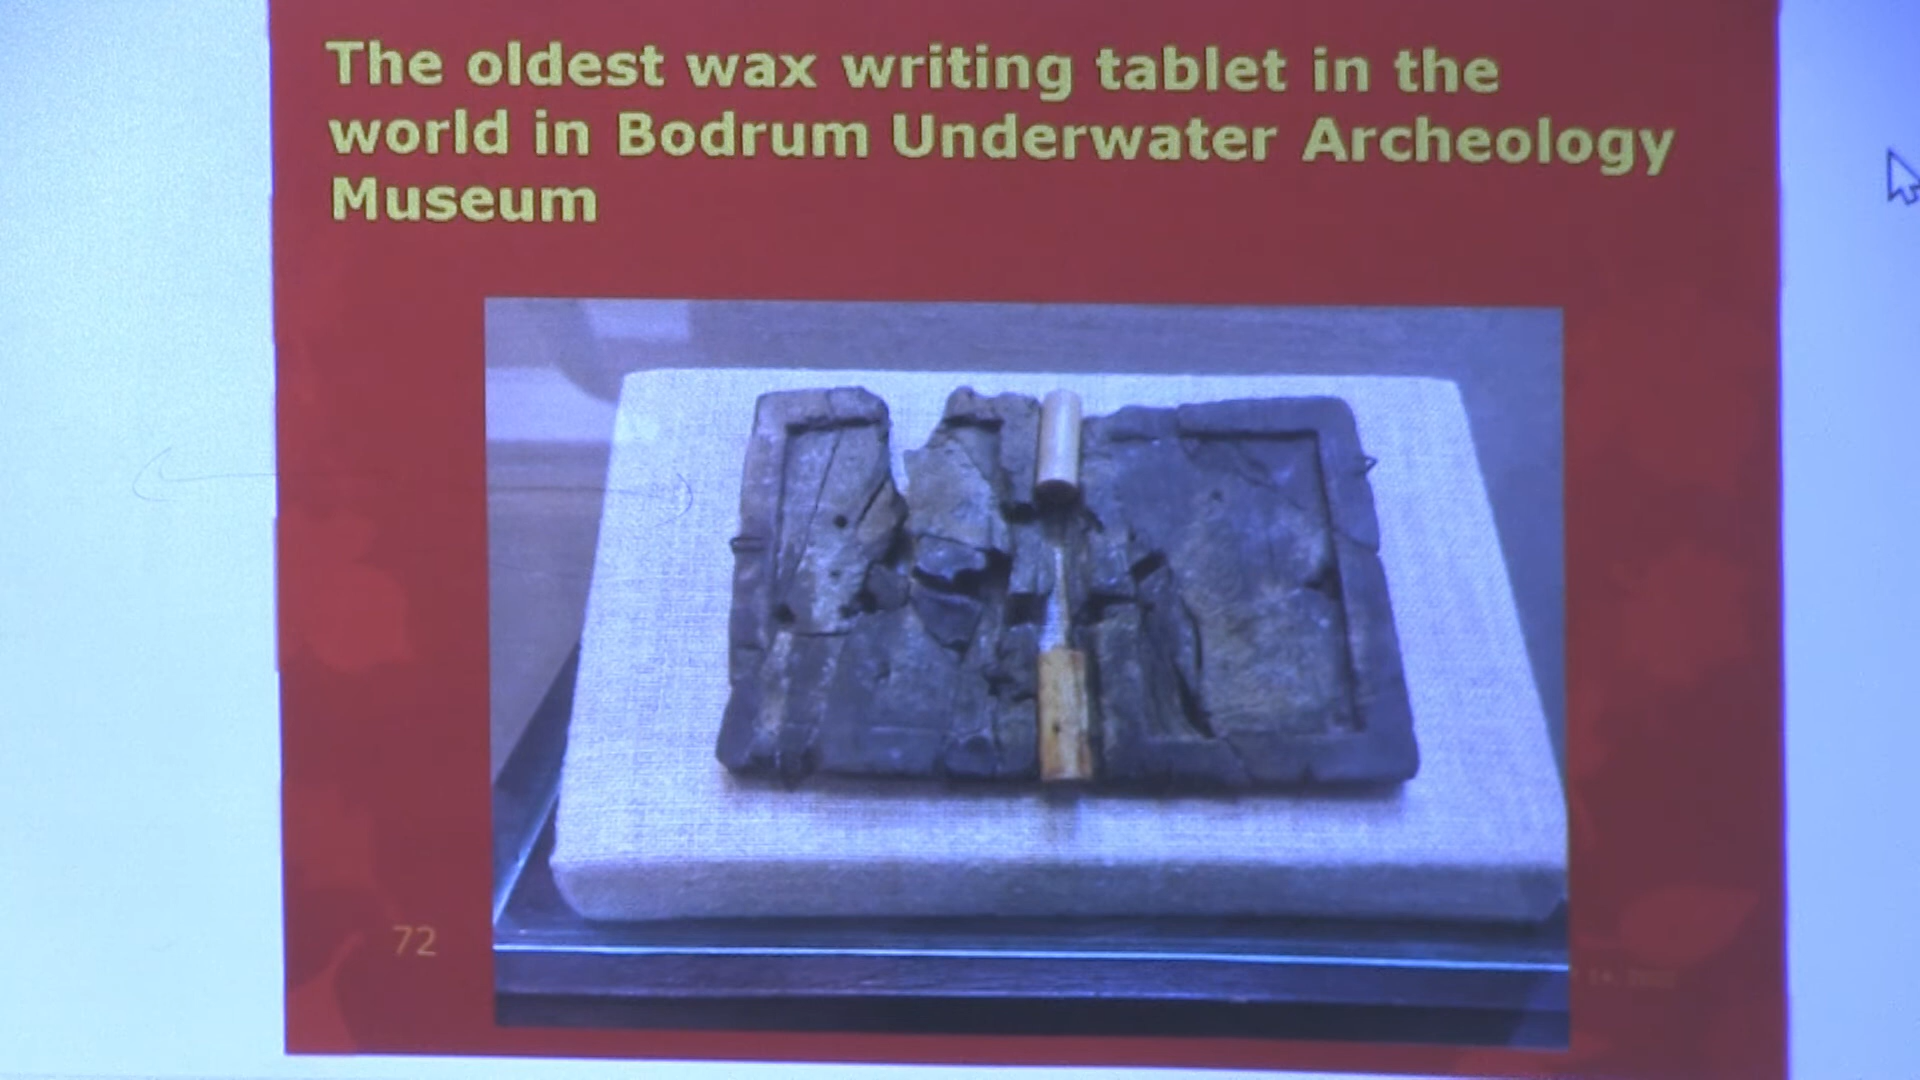 The oldest wax writing tablet in the
world in Bodrum Underwater Archeology
Museum
72